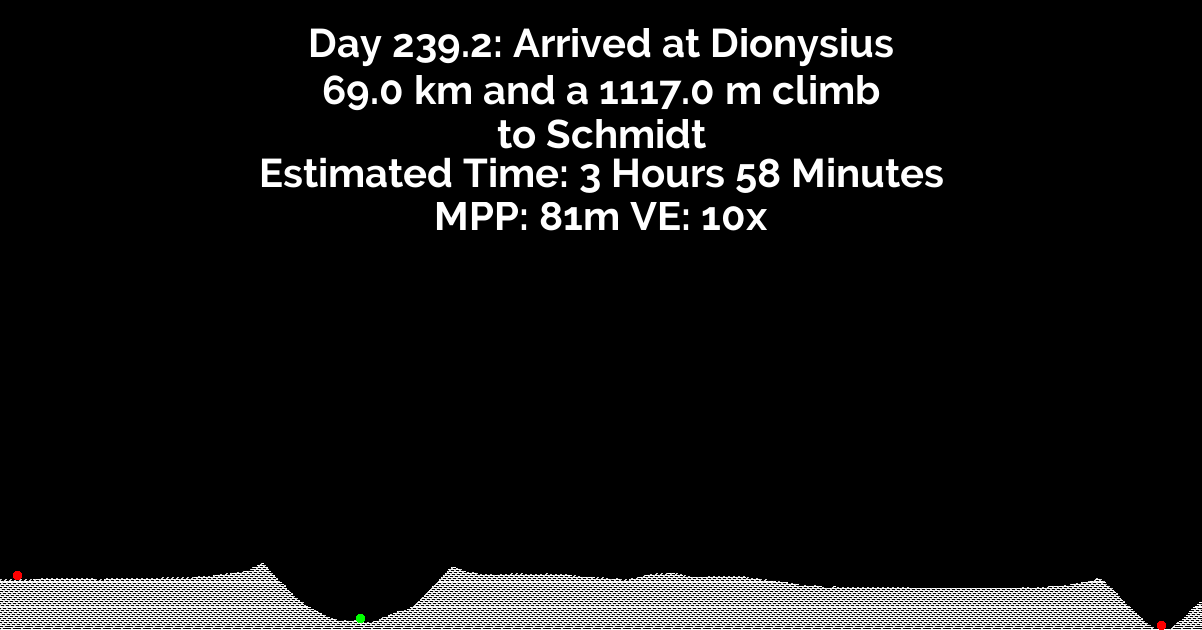 Day 239.2: Arrived at Dionysius
69.0 km and a 1117.0 m climb
to Schmidt
Estimated Time: 3 Hours 58 Minutes
MPP: 81m VE: 10x